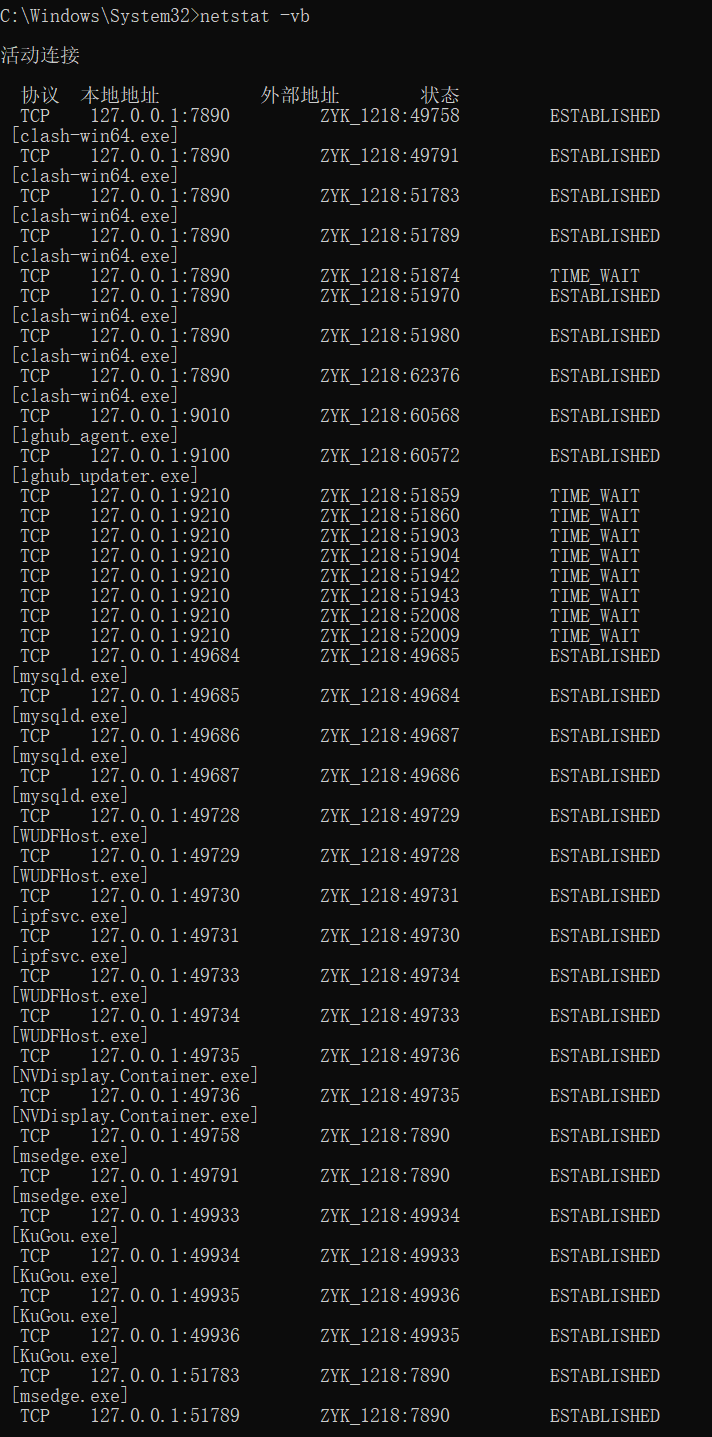 C:\Windows\System32>netstat -vb
活动连接
协议 本地地址 外部地址 状态
TCP 127.0.0.1:7890 ZYK_1218:49758 ESTABLISHED
[clash-win64.exe]
TCP 127.0.0.1:7890 ZYK_1218:49791 ESTABLISHED
[clash-win64.exe]
TCP 127.0.0.1:7890 ZYK_1218:51783 ESTABLISHED
[clash-win64.exe]
TCP 127.0.0.1:7890 ZYK_1218:51789 ESTABLISHED
[clash-win64.exe]
TCP 127.0.0.1:7890 ZYK_1218:51874 TIME_WAIT
TCP 127.0.0.1:7890 ZYK_1218:51970 ESTABLISHED
[clash-win64.exe]
TCP 127.0.0.1:7890 ZYK_1218:51980 ESTABLISHED
[clash-win64.exe]
TCP 127.0.0.1:7890 ZYK_1218:62376 ESTABLISHED
[clash-win64.exe]
TCP 127.0.0.1:9010 ZYK_1218:60568 ESTABLISHED
[lghub_agent.exe]
TCP 127.0.0.1:9100 ZYK_1218:60572 ESTABLISHED
[lghub_updater.exe]
TCP 127.0.0.1:9210 ZYK_1218:51859 TIME_WAIT
TCP 127.0.0.1:9210 ZYK_1218:51860 TIME_WAIT
TCP 127.0.0.1:9210 ZYK_1218:51903 TIME_WAIT
TCP 127.0.0.1:9210 ZYK_1218:51904 TIME_WAIT
TCP 127.0.0.1:9210 ZYK_1218:51942 TIME_WAIT
TCP 127.0.0.1:9210 ZYK_1218:51943 TIME_WAIT
TCP 127.0.0.1:9210 ZYK_1218:52008 TIME_WAIT
TCP 127.0.0.1:9210 ZYK_1218:52009 TIME_WAIT
TCP 127.0.0.1:49684 ZYK_1218:49685 ESTABLISHED
[mysqld.exe]
TCP 127.0.0.1:49685 ZYK_1218:49684 ESTABLISHED
[mysqld.exe]
TCP 127.0.0.1:49686 ZYK_1218:49687 ESTABLISHED
[mysqld.exe]
TCP 127.0.0.1:49687 ZYK_1218:49686 ESTABLISHED
[mysqld.exe]
TCP 127.0.0.1:49728 ZYK_1218:49729 ESTABLISHED
[WUDFHost.exe]
TCP 127.0.0.1:49729 ZYK_1218:49728 ESTABLISHED
[WUDFHost.exe]
TCP 127.0.0.1:49730 ZYK_1218:49731 ESTABLISHED
[ipfsvc.exe]
TCP 127.0.0.1:49731 ZYK_1218:49730 ESTABLISHED
[ipfsvc.exe]
TCP 127.0.0.1:49733 ZYK_1218:49734 ESTABLISHED
[WUDFHost.exe]
TCP 127.0.0.1:49734 ZYK_1218:49733 ESTABLISHED
[WUDFHost.exe]
TCP 127.0.0.1:49735 ZYK_1218:49736 ESTABLISHED
[NVDisplay.Container.exe]
TCP 127.0.0.1:49736 ZYK_1218:49735 ESTABLISHED
[NVDisplay.Container.exe]
TCP 127.0.0.1:49758 ZYK_1218:7890 ESTABLISHED
[msedge.exe]
TCP 127.0.0.1:49791 ZYK_1218:7890 ESTABLISHED
[msedge.exe]
TCP 127.0.0.1:49933 ZYK_1218:49934 ESTABLISHED
[KuGou.exe]
TCP 127.0.0.1:49934 ZYK_1218:49933 ESTABLISHED
[KuGou.exe]
TCP 127.0.0.1:49935 ZYK_1218:49936 ESTABLISHED
[KuGou.exe]
TCP 127.0.0.1:49936 ZYK_1218:49935 ESTABLISHED
[KuGou.exe]
TCP 127.0.0.1:51783 ZYK_1218:7890 ESTABLISHED
[msedge.exe]
TCP 127.0.0.1:51789 ZYK_1218:7890 ESTABLISHED